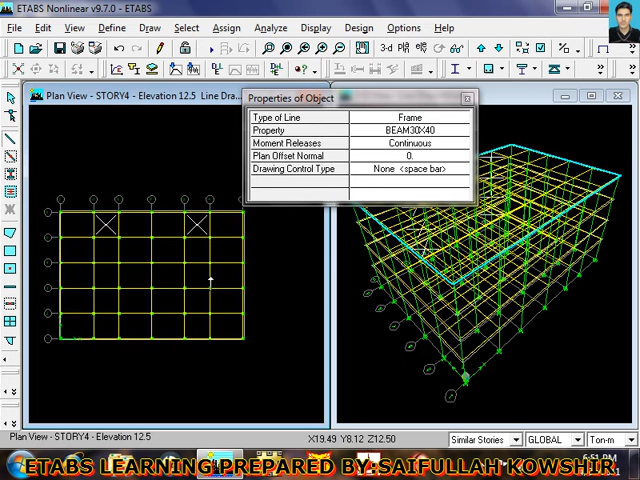 ETABS Nonlinear v9.7.0 - ETABS
File Edit View Define Draw Select Assign Analyze Display Design Options Help
3-d
Plan View - STORY4 - Elevation 12.5 Line Dra...
Properties of Object
Type of Line Frame
Property BEAM30X40
Moment Releases Continuous
Plan Offset Normal 0.
Drawing Control Type None <space bar>
Plan View - STORY4 - Elevation 12.5
X19.49 Y8.12 Z12.50
Similar Stories
GLOBAL
Ton-m
6:51 PM
ETABS LEARNING PREPARED BY:SAIFULLAH KOWSHIR